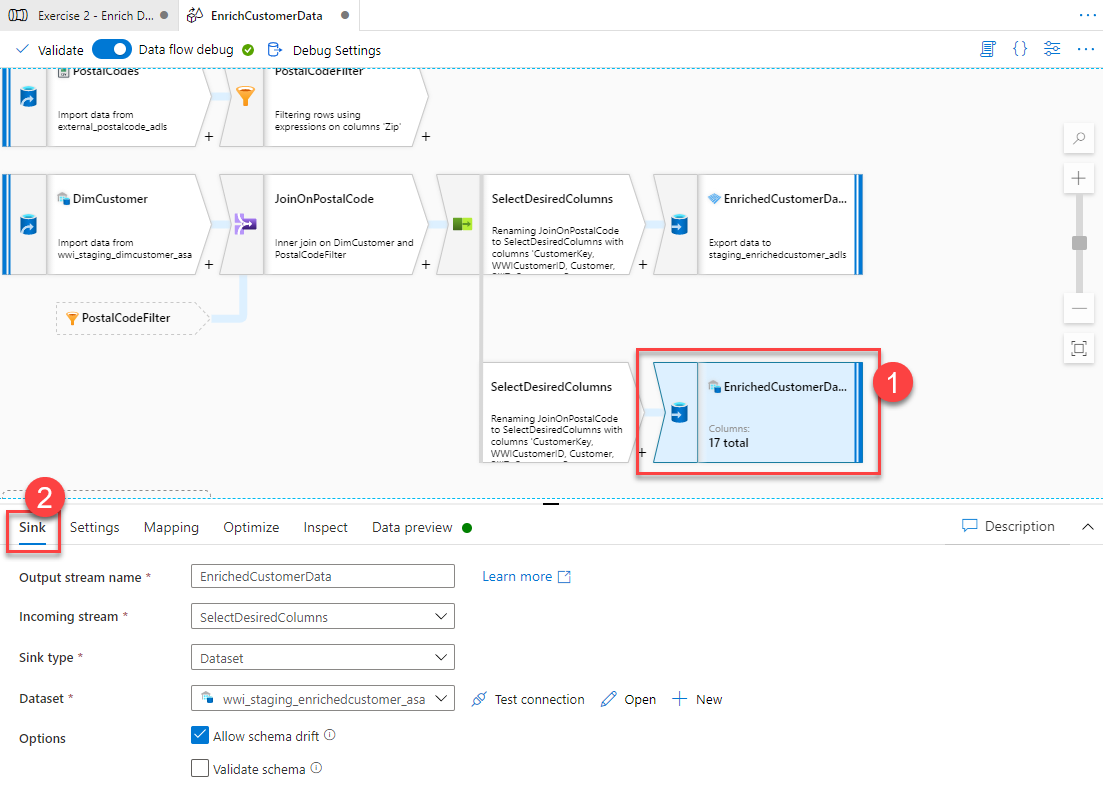 Exercise 2 - Enrich D...
EnrichCustomerData
Validate
Data flow debug
Debug Settings
PostalCodes
Import data from
external_postalcode_adls
+
PostalCodeFilter
Filtering rows using
expressions on columns 'Zip'
+
DimCustomer
Import data from
wwi_staging_dimcustomer_asa
+
JoinOnPostalCode
Inner join on DimCustomer and
PostalCodeFilter
+
SelectDesiredColumns
Renaming JoinOnPostalCode
to SelectDesiredColumns with
columns 'CustomerKey,
WWICustomerID, Customer,
+
EnrichedCustomerDa...
Export data to
staging_enrichedcustomer_adls
PostalCodeFilter
SelectDesiredColumns
Renaming JoinOnPostalCode
to SelectDesiredColumns with
columns 'CustomerKey,
WWICustomerID, Customer,
+
EnrichedCustomerDa...
Columns:
17 total
1
2
Sink
Settings
Mapping
Optimize
Inspect
Data preview
Description
Output stream name *
EnrichedCustomerData
Learn more
Incoming stream *
SelectDesiredColumns
Sink type *
Dataset
Dataset *
wwi_staging_enrichedcustomer_asa
Test connection
Open
New
Options
Allow schema drift
Validate schema